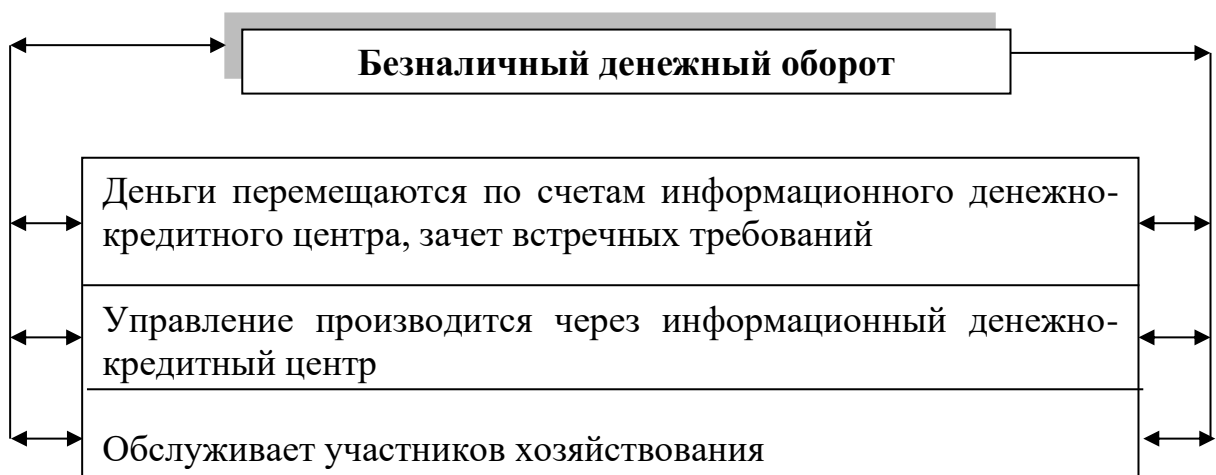 Безналичный денежный оборот
Деньги перемещаются по счетам информационного денежно-
кредитного центра, зачет встречных требований
Управление производится через информационный денежно-
кредитный центр
Обслуживает участников хозяйствования